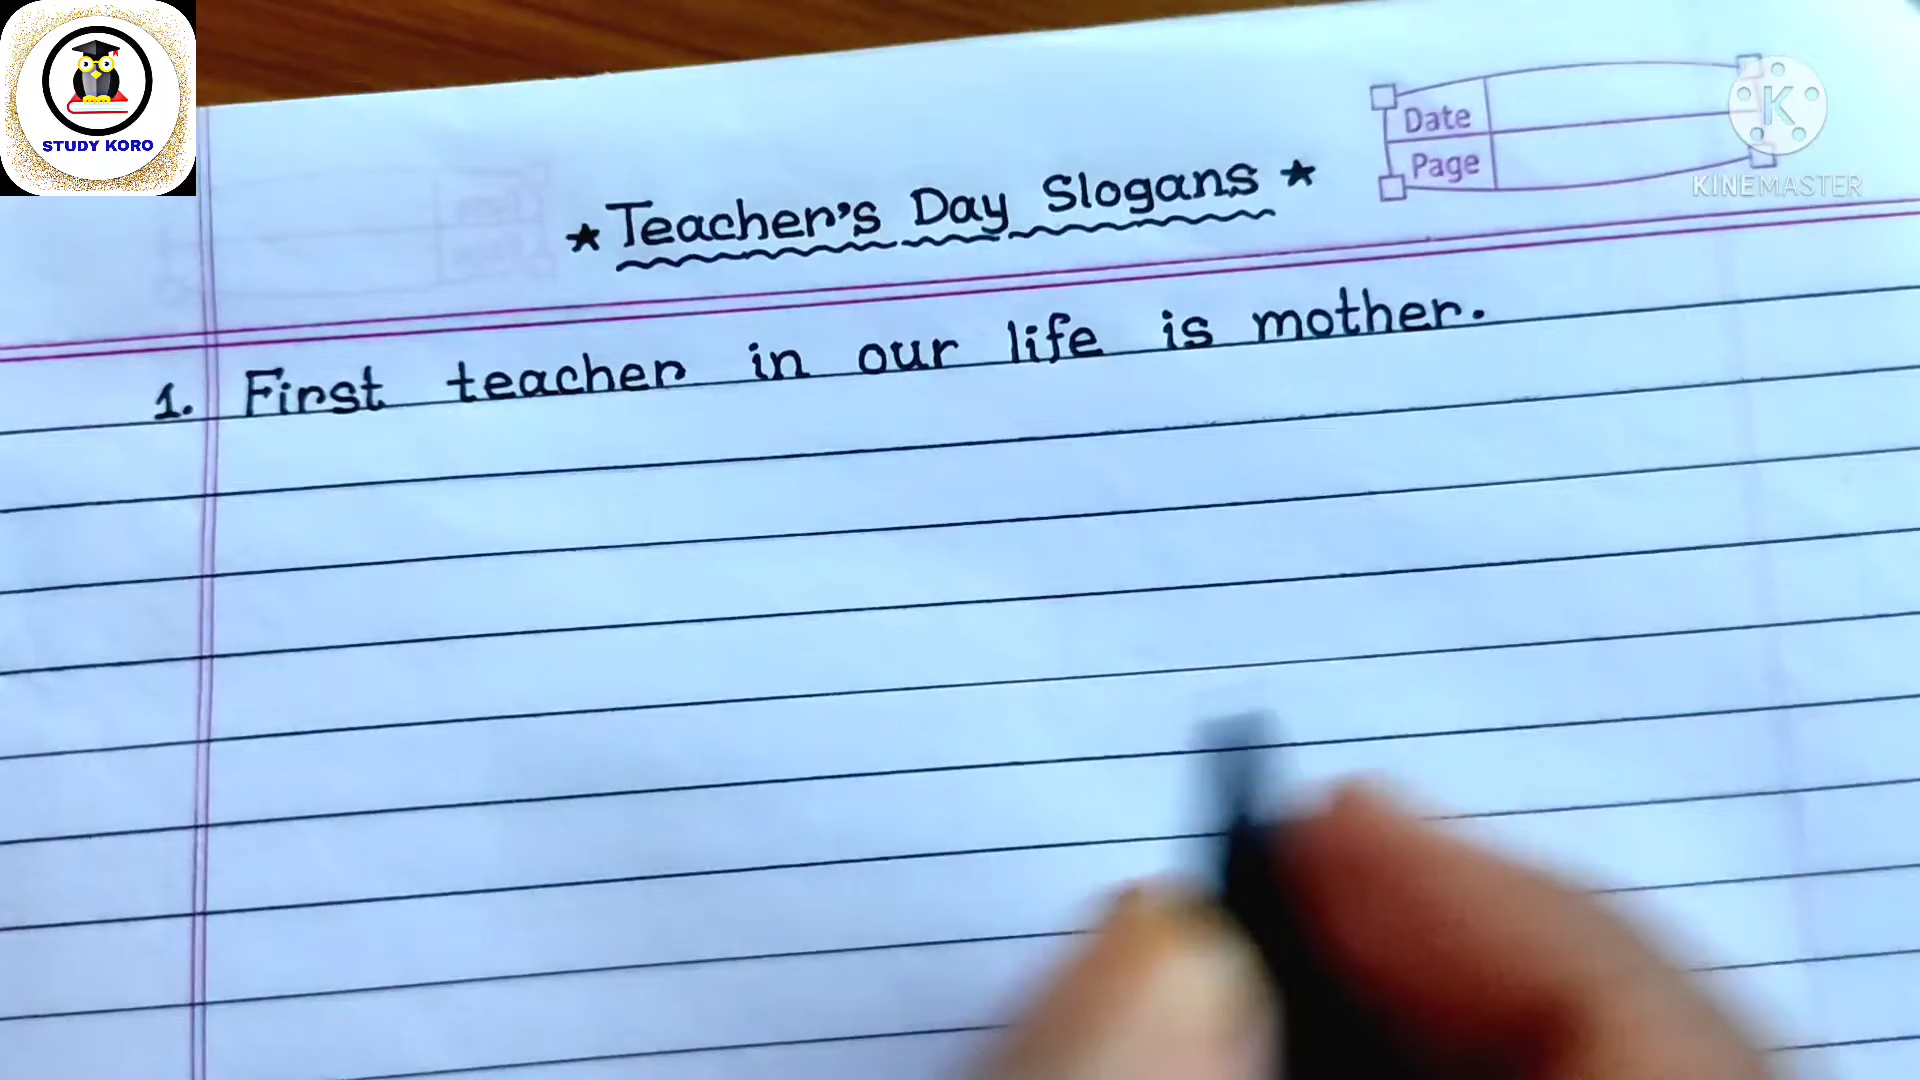 STUDY KORO
Date
Page
KINEMASTER
★ Teacher's Day Slogans ★
1. First teacher in our life is mother.